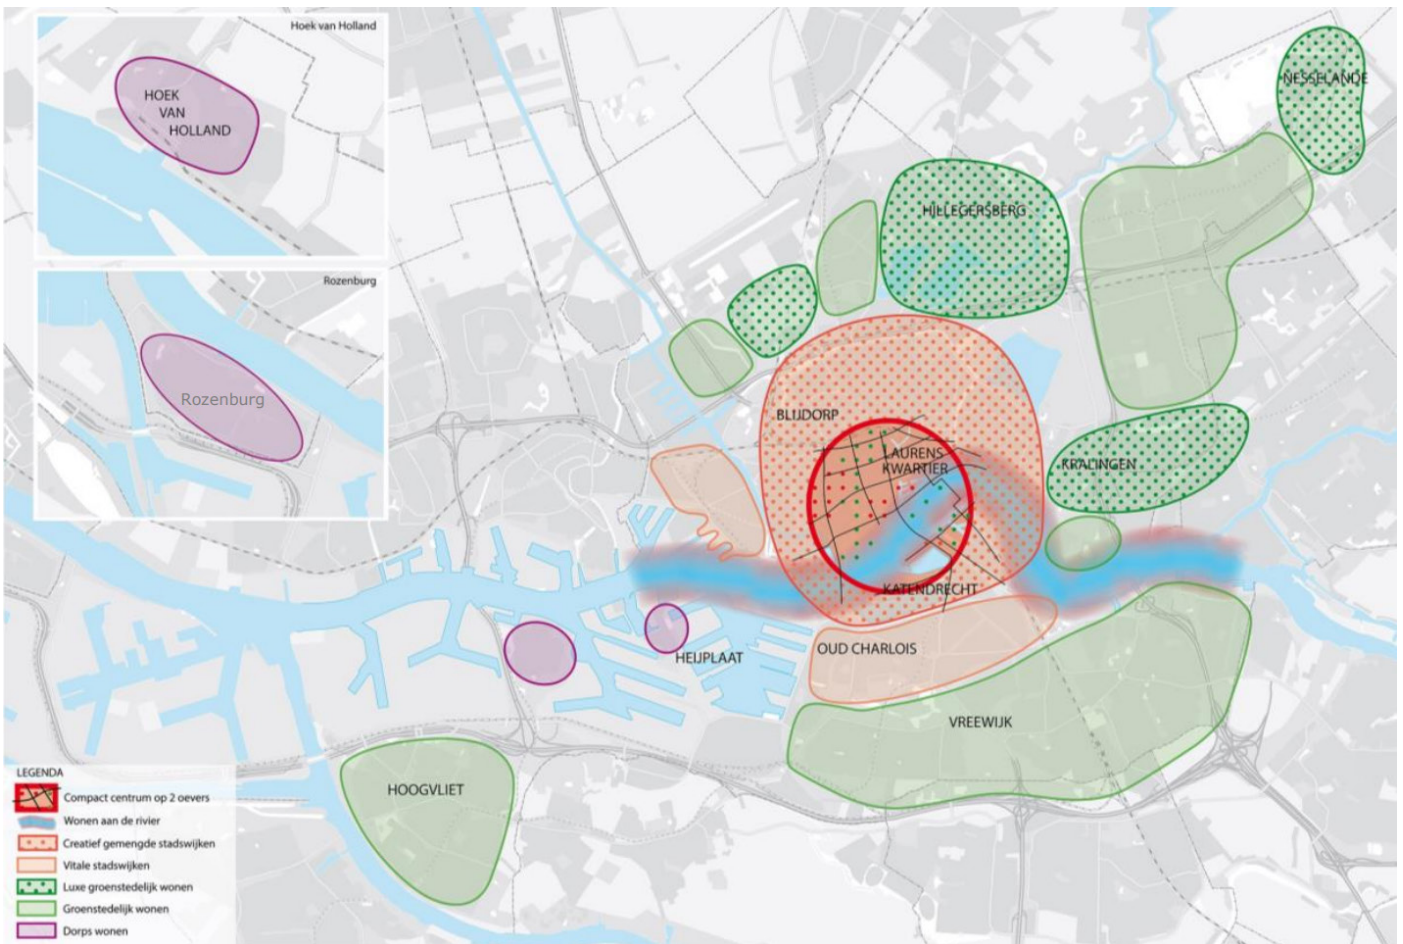 Hoek van Holland
HOEK
VAN
HOLLAND
Rozenburg
Rozenburg
NESSELANDE
HILLEGERSBERG
BLIJDORP
LAURENS
KWARTIER
KRALINGEN
KATENDRECHT
HEIJPLAAT
OUD CHARLOIS
VREEWIJK
HOOGVLIET
LEGENDA
Compact centrum op 2 oevers
Wonen aan de rivier
Creatief gemengde stadswijken
Vitale stadswijken
Luxe groenstedelijk wonen
Groenstedelijk wonen
Dorps wonen